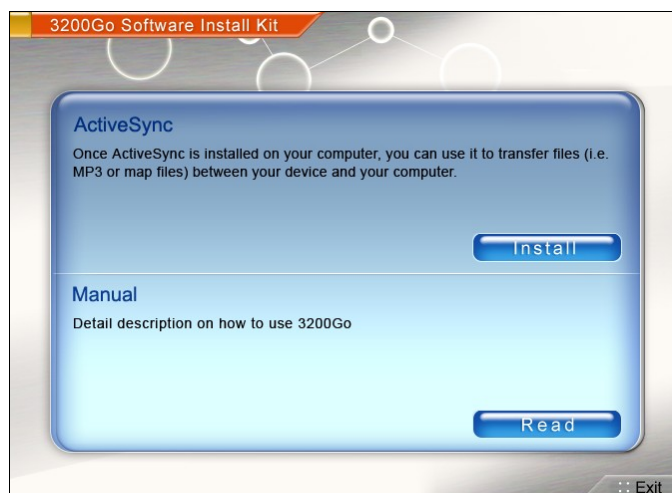 3200Go Software Install Kit
ActiveSync
Once ActiveSync is installed on your computer, you can use it to transfer files (i.e.
MP3 or map files) between your device and your computer.
Install
Manual
Detail description on how to use 3200Go
Read
:: Exit